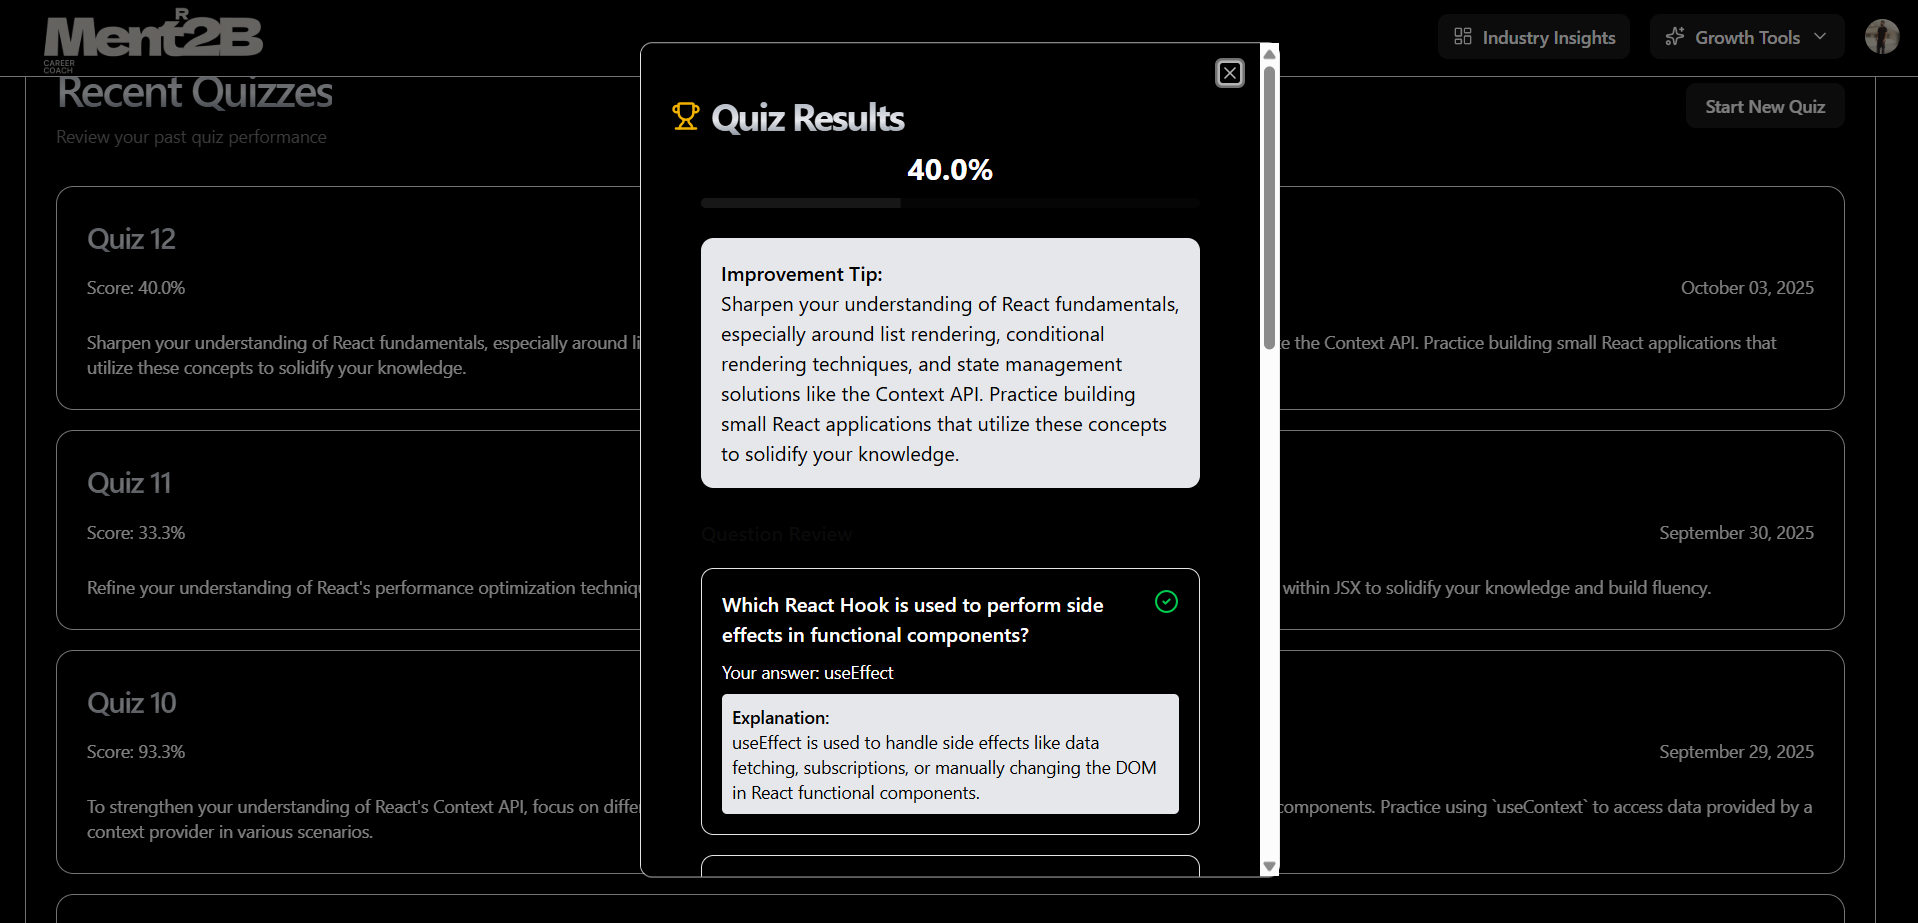 MentR2B
CAREER
COACH
Industry Insights
Growth Tools
Recent Quizzes
Review your past quiz performance
Start New Quiz
Quiz 12
Score: 40.0%
October 03, 2025
Sharpen your understanding of React fundamentals, especially around li
e the Context API. Practice building small React applications that
utilize these concepts to solidify your knowledge.
Quiz 11
Score: 33.3%
September 30, 2025
Refine your understanding of React's performance optimization techniqu
within JSX to solidify your knowledge and build fluency.
Quiz 10
Score: 93.3%
September 29, 2025
To strengthen your understanding of React's Context API, focus on diffe
components. Practice using `useContext` to access data provided by a
context provider in various scenarios.
Quiz Results
40.0%
Improvement Tip:
Sharpen your understanding of React fundamentals,
especially around list rendering, conditional
rendering techniques, and state management
solutions like the Context API. Practice building
small React applications that utilize these concepts
to solidify your knowledge.
Question Review
Which React Hook is used to perform side
effects in functional components?
Your answer: useEffect
Explanation:
useEffect is used to handle side effects like data
fetching, subscriptions, or manually changing the DOM
in React functional components.